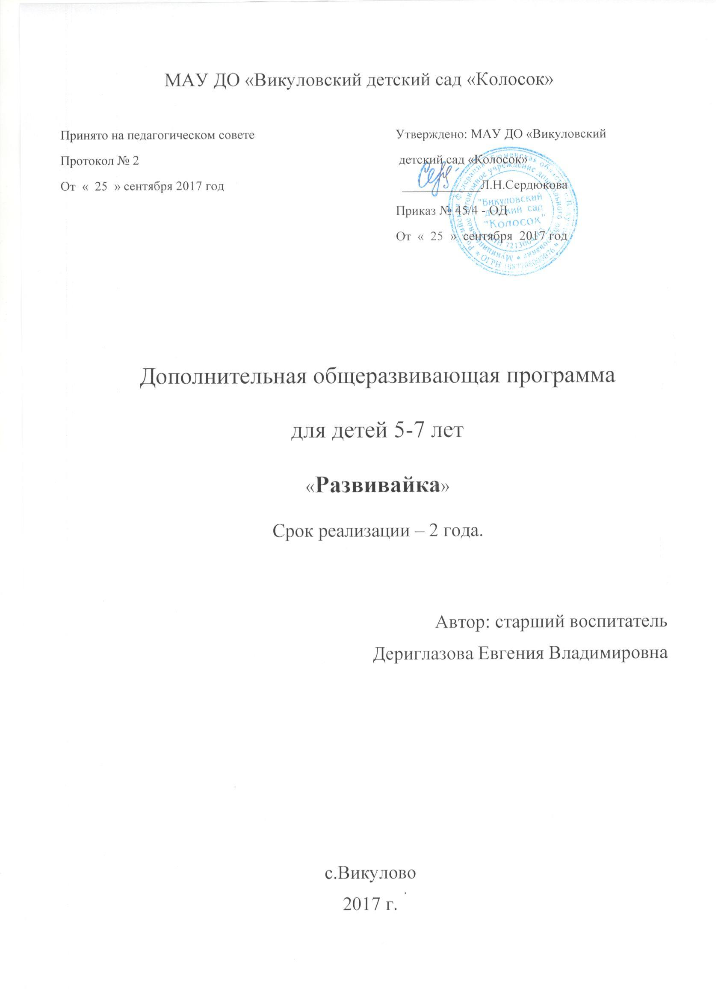 МАУ ДО «Викуловский детский сад «Колосок»
Принято на педагогическом совете
Протокол № 2
От « 25 » сентября 2017 год
Утверждено: МАУ ДО «Викуловский
детский сад «Колосок»
Л.Н.Сердюкова
Приказ № 45/4 - ОД
От « 25 » сентября 2017 год
"Викуловский
детский сад
"Колосок"
Дополнительная общеразвивающая программа
для детей 5-7 лет
«Развивайка»
Срок реализации – 2 года.
Автор: старший воспитатель
Дериглазова Евгения Владимировна
с.Викулово
2017 г.